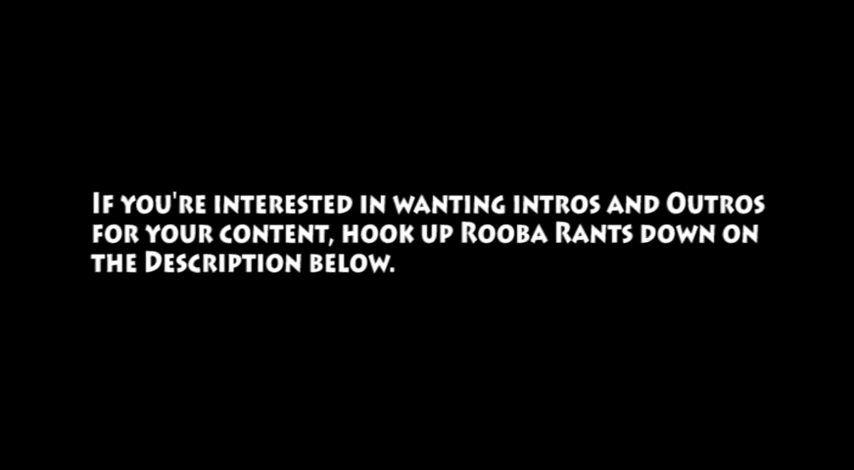 If you're interested in wanting intros and Outros
for your content, hook up Rooba Rants down on
the Description below.